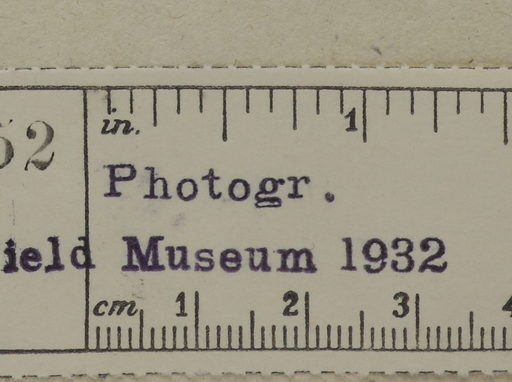 52
in. 1
Photogr.
ield Museum 1932
cm 1 2 3 4